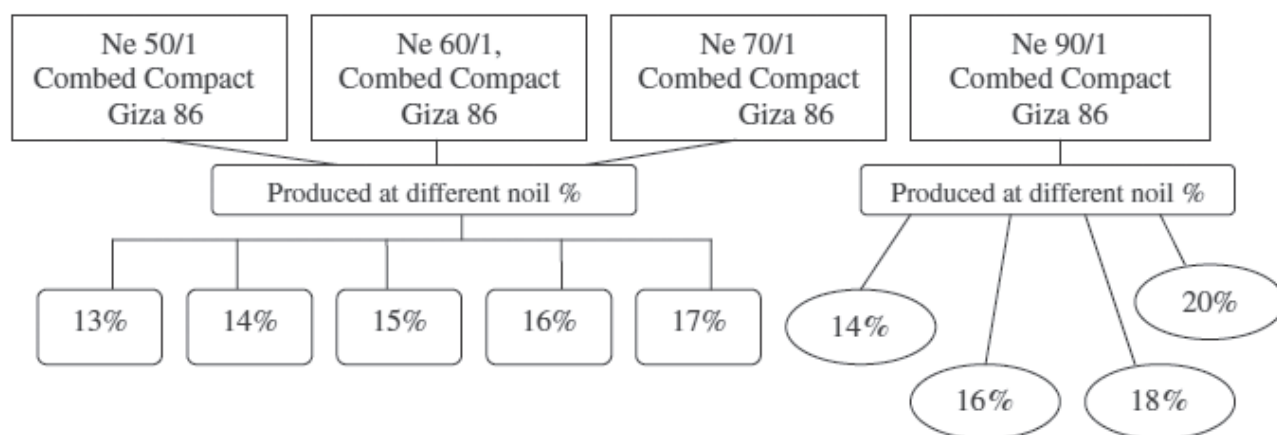 Ne 50/1
Combed Compact
Giza 86
Ne 60/1,
Combed Compact
Giza 86
Ne 70/1
Combed Compact
Giza 86
Ne 90/1
Combed Compact
Giza 86
Produced at different noil %
Produced at different noil %
13%
14%
15%
16%
17%
14%
16%
18%
20%